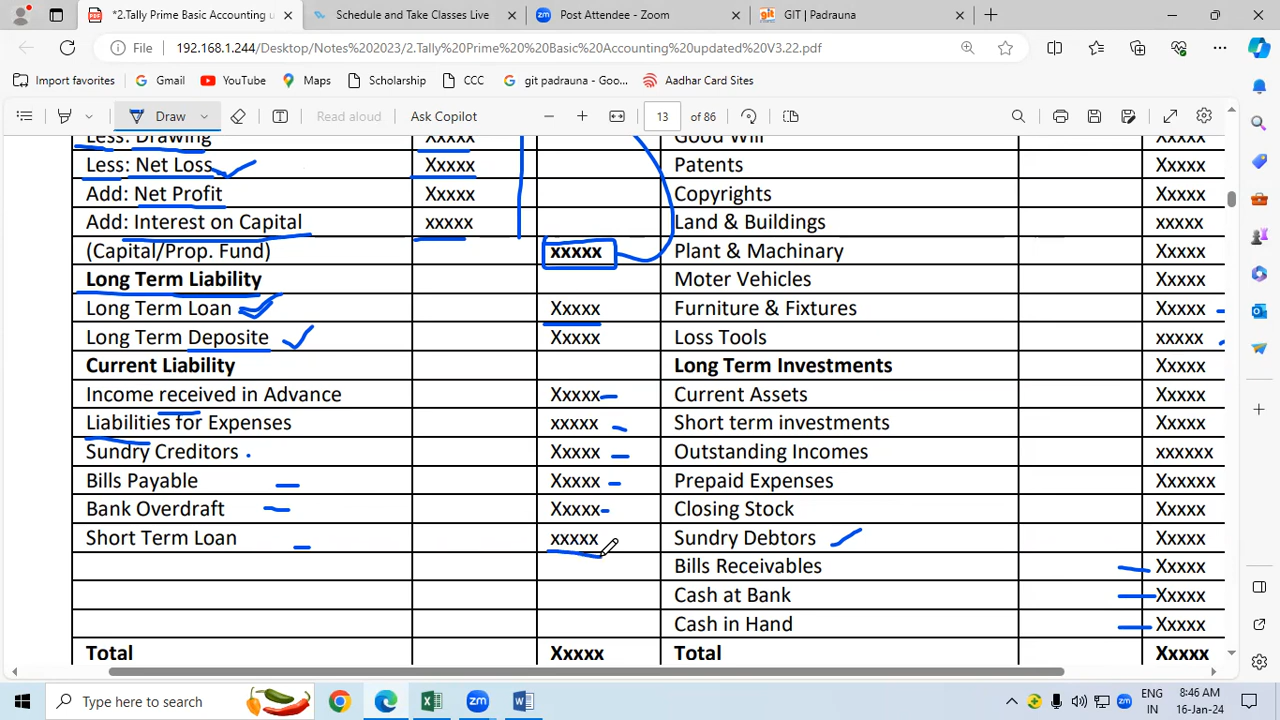 *2.Tally Prime Basic Accounting u
Schedule and Take Classes Live
Post Attendee - Zoom
GIT | Padrauna
File
192.168.1.244/Desktop/Notes%202023/2.Tally%20Prime%20%20Basic%20Accounting%20updated%20V3.22.pdf
Import favorites
Gmail
YouTube
Maps
Scholarship
CCC
git padrauna - Goo...
Aadhar Card Sites
Draw
Read aloud
Ask Copilot
13 of 86
Less: Drawing Xxxxx Good Will Xxxxx
Less: Net Loss Xxxxx Patents Xxxxx
Add: Net Profit Xxxxx Copyrights Xxxxx
Add: Interest on Capital xxxxx Land & Buildings xxxxx
(Capital/Prop. Fund) xxxxx Plant & Machinary Xxxxx
Long Term Liability Moter Vehicles Xxxxx
Long Term Loan Xxxxx Furniture & Fixtures Xxxxx
Long Term Deposite Xxxxx Loss Tools xxxxx
Current Liability Long Term Investments Xxxxx
Income received in Advance Xxxxx Current Assets Xxxxx
Liabilities for Expenses xxxxx Short term investments Xxxxx
Sundry Creditors Xxxxx Outstanding Incomes xxxxxx
Bills Payable Xxxxx Prepaid Expenses Xxxxxx
Bank Overdraft Xxxxx Closing Stock Xxxxx
Short Term Loan xxxxx Sundry Debtors Xxxxx
Bills Receivables Xxxxx
Cash at Bank Xxxxx
Cash in Hand Xxxxx
Total Xxxxx Total Xxxxx
Type here to search
ENG
IN
8:46 AM
16-Jan-24